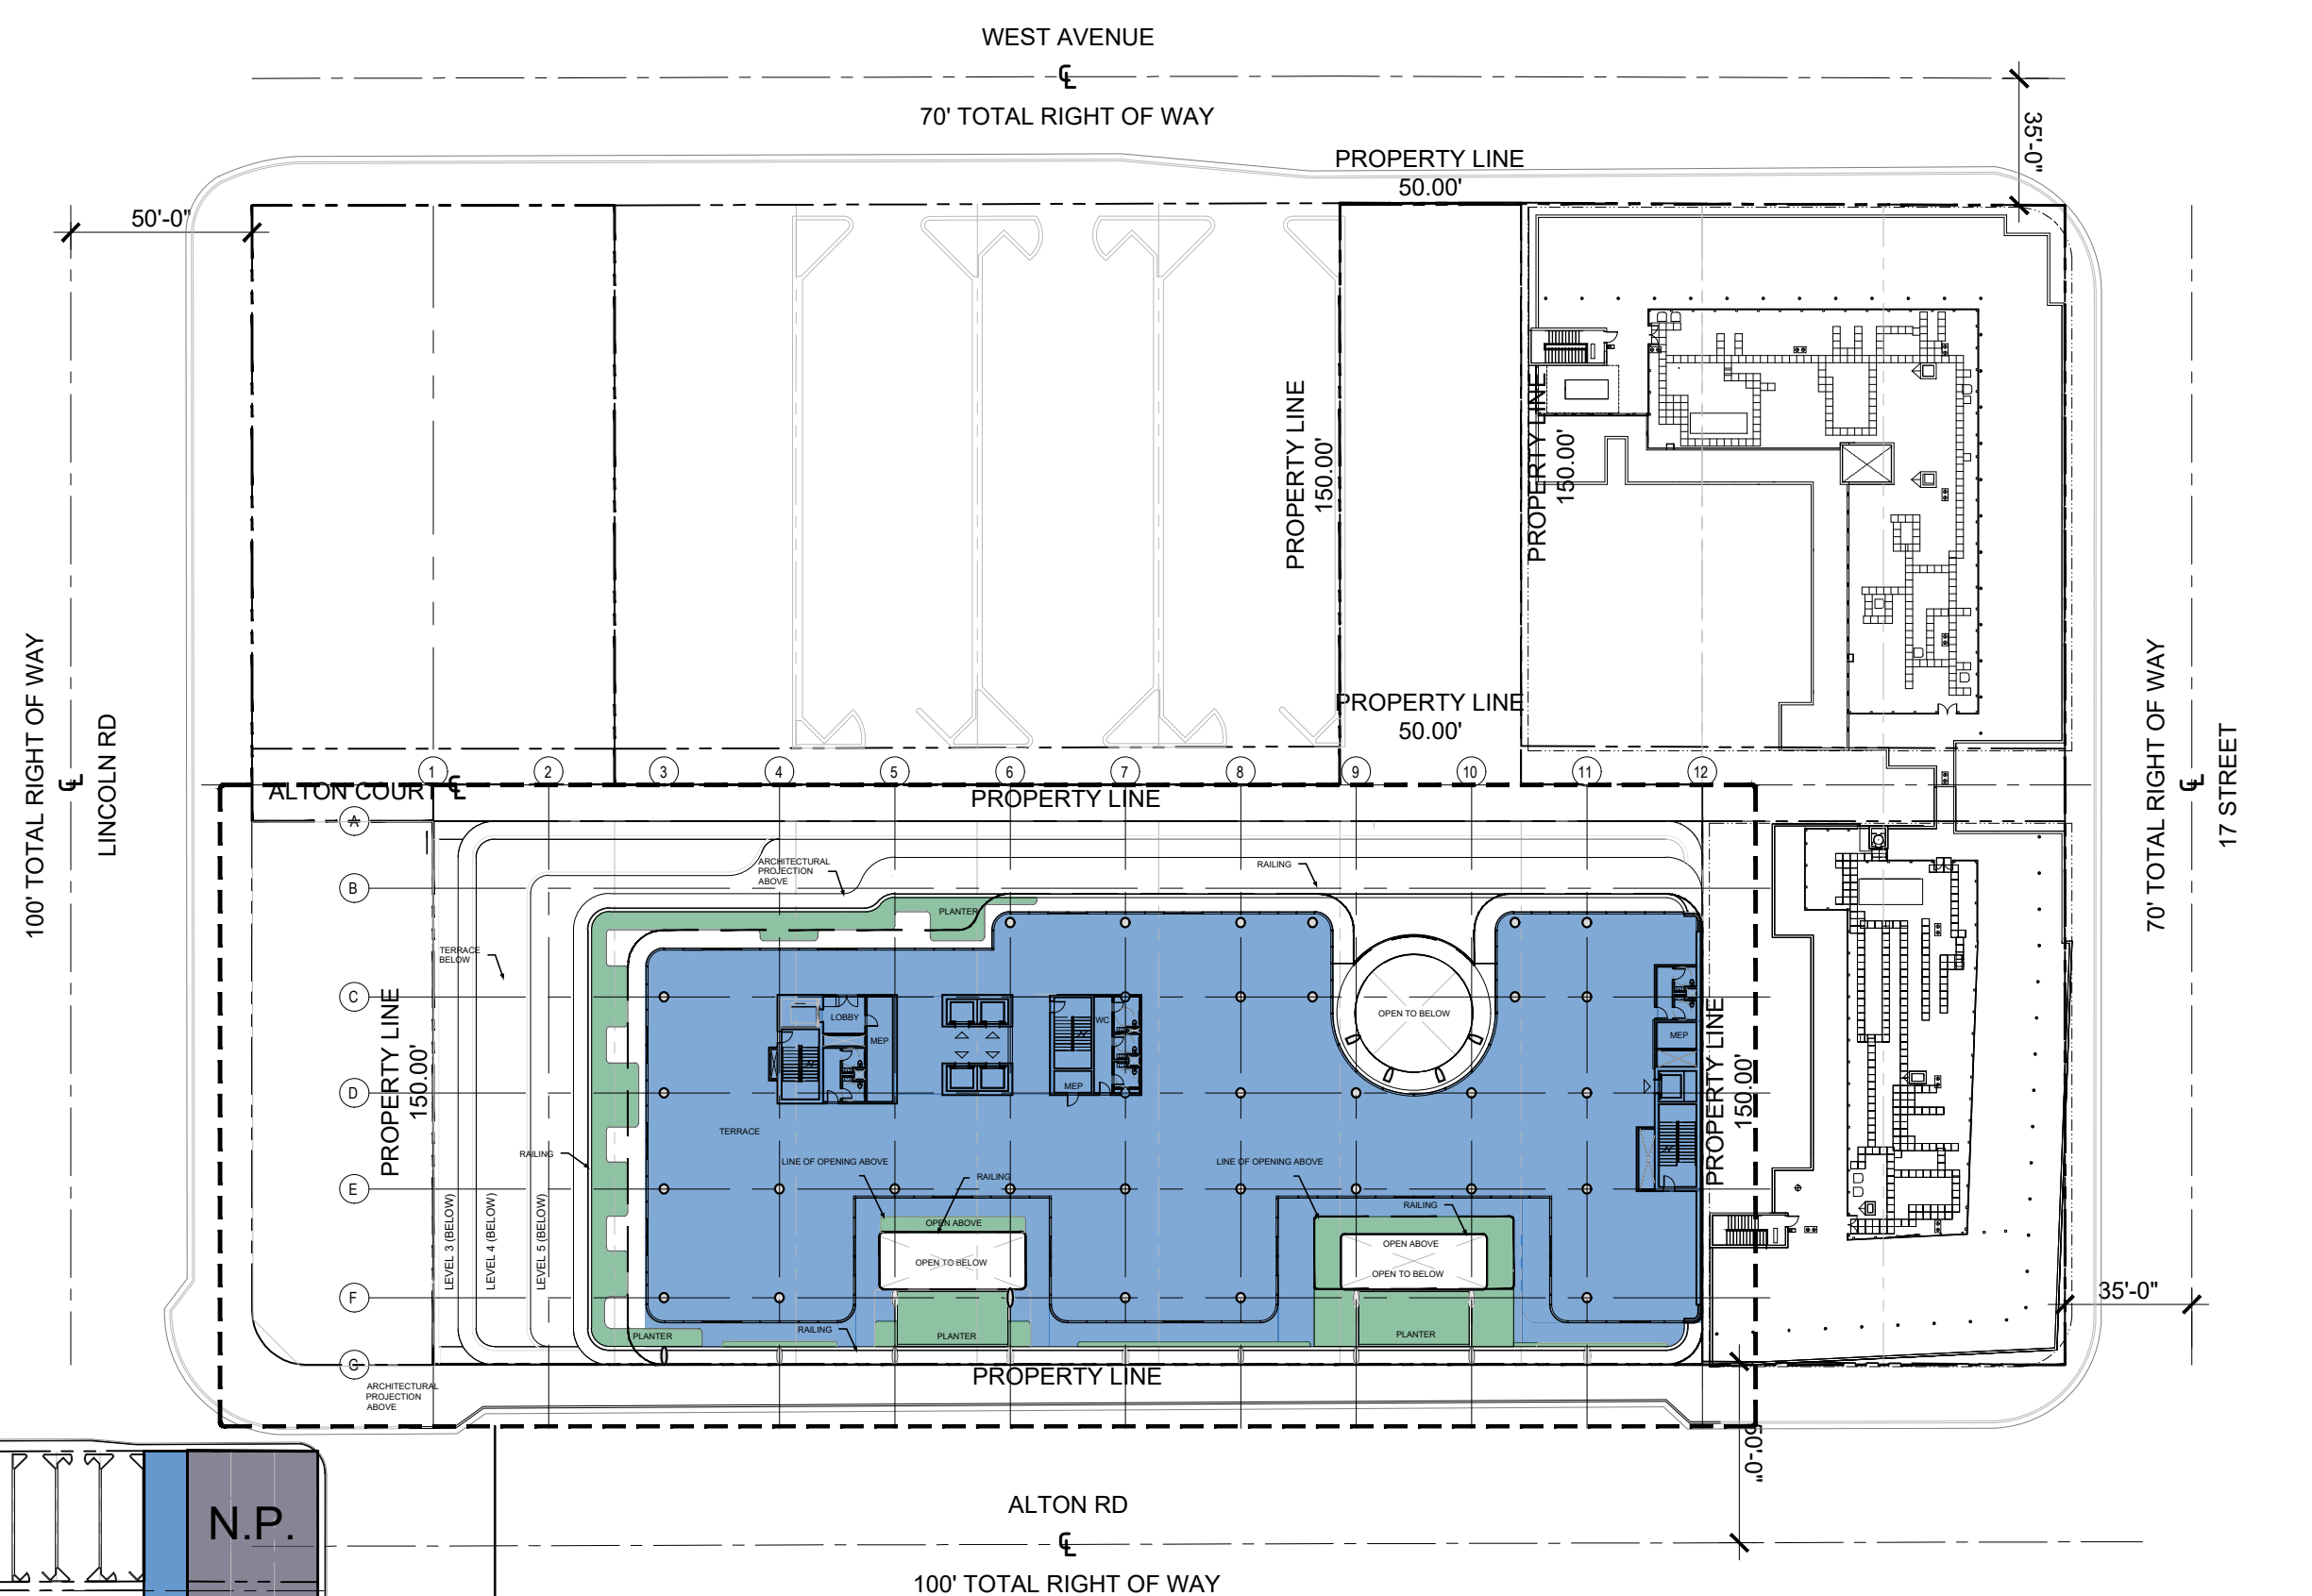 WEST AVENUE
℄
70' TOTAL RIGHT OF WAY
35'-0"
PROPERTY LINE
50.00'
50'-0"
PROPERTY LINE
150.00'
PROPERTY LINE
150.00'
100' TOTAL RIGHT OF WAY
℄
LINCOLN RD
70' TOTAL RIGHT OF WAY
℄
17 STREET
PROPERTY LINE
50.00'
1
2
3
4
5
6
7
8
9
10
11
12
ALTON COURT
℄
PROPERTY LINE
A
B
C
D
E
F
G
ARCHITECTURAL
PROJECTION
ABOVE
RAILING
PLANTER
TERRACE
BELOW
PROPERTY LINE
150.00'
LOBBY
MEP
WC
MEP
OPEN TO BELOW
MEP
PROPERTY LINE
150.00'
TERRACE
RAILING
LINE OF OPENING ABOVE
RAILING
LINE OF OPENING ABOVE
RAILING
LEVEL 3 (BELOW)
LEVEL 4 (BELOW)
LEVEL 5 (BELOW)
OPEN ABOVE
OPEN TO BELOW
OPEN ABOVE
OPEN TO BELOW
35'-0"
PLANTER
RAILING
PLANTER
PLANTER
PROPERTY LINE
ARCHITECTURAL
PROJECTION
ABOVE
50'-0"
N.P.
ALTON RD
℄
100' TOTAL RIGHT OF WAY